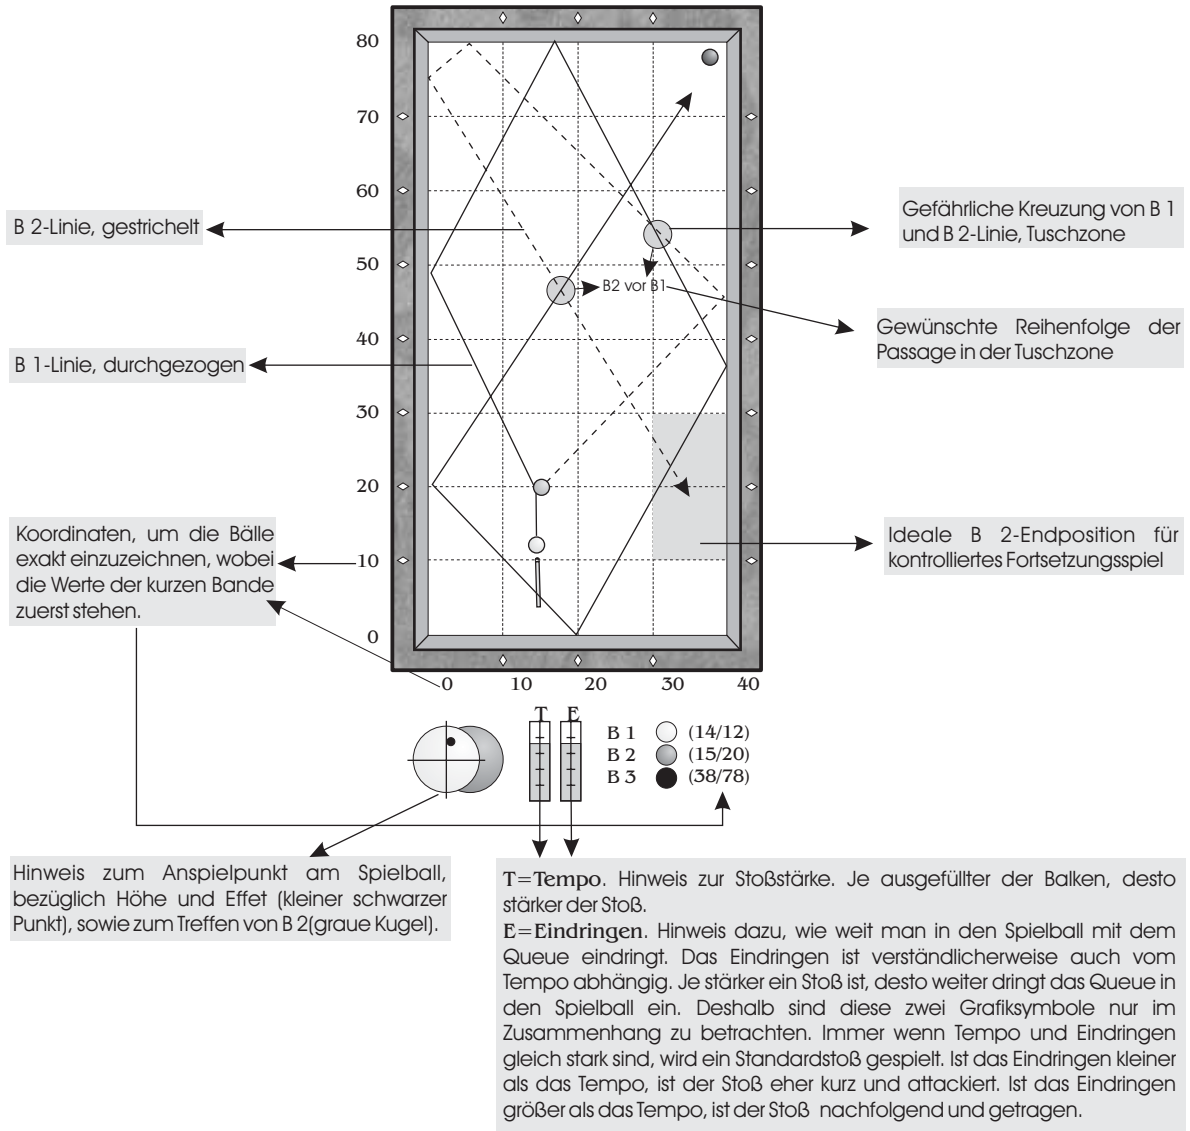 80
70
60
50
40
30
20
10
0
0 10 20 30 40
B 2-Linie, gestrichelt
B 1-Linie, durchgezogen
Koordinaten, um die Bälle
exakt einzuzeichnen, wobei
die Werte der kurzen Bande
zuerst stehen.
B2 vor B1
Gefährliche Kreuzung von B 1
und B 2-Linie, Tuschzone
Gewünschte Reihenfolge der
Passage in der Tuschzone
Ideale B 2-Endposition für
kontrolliertes Fortsetzungsspiel
T E
B 1 (14/12)
B 2 (15/20)
B 3 (38/78)
Hinweis zum Anspielpunkt am Spielball,
bezüglich Höhe und Effet (kleiner schwarzer
Punkt), sowie zum Treffen von B 2(graue Kugel).
T=Tempo. Hinweis zur Stoßstärke. Je ausgefüllter der Balken, desto
stärker der Stoß.
E=Eindringen. Hinweis dazu, wie weit man in den Spielball mit dem
Queue eindringt. Das Eindringen ist verständlicherweise auch vom
Tempo abhängig. Je stärker ein Stoß ist, desto weiter dringt das Queue in
den Spielball ein. Deshalb sind diese zwei Grafiksymbole nur im
Zusammenhang zu betrachten. Immer wenn Tempo und Eindringen
gleich stark sind, wird ein Standardstoß gespielt. Ist das Eindringen kleiner
als das Tempo, ist der Stoß eher kurz und attackiert. Ist das Eindringen
größer als das Tempo, ist der Stoß nachfolgend und getragen.